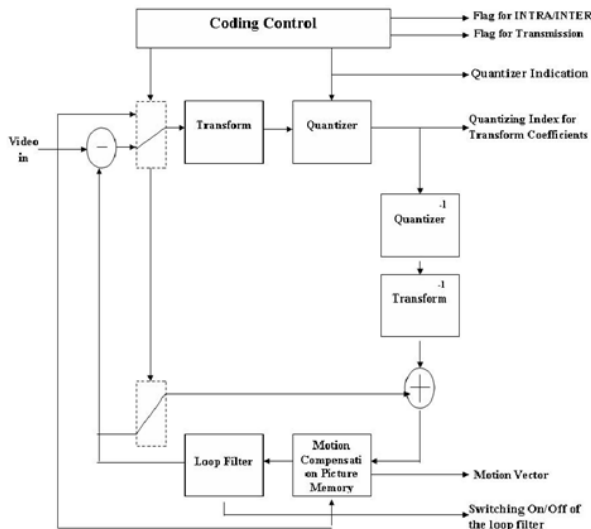 Coding Control
Flag for INTRA/INTER
Flag for Transmission
Quantizer Indication
Video
in
−
Transform
Quantizer
Quantizing Index for
Transform Coefficients
-1
Quantizer
-1
Transform
+
Loop Filter
Motion
Compensati
on Picture
Memory
Motion Vector
Switching On/Off of
the loop filter